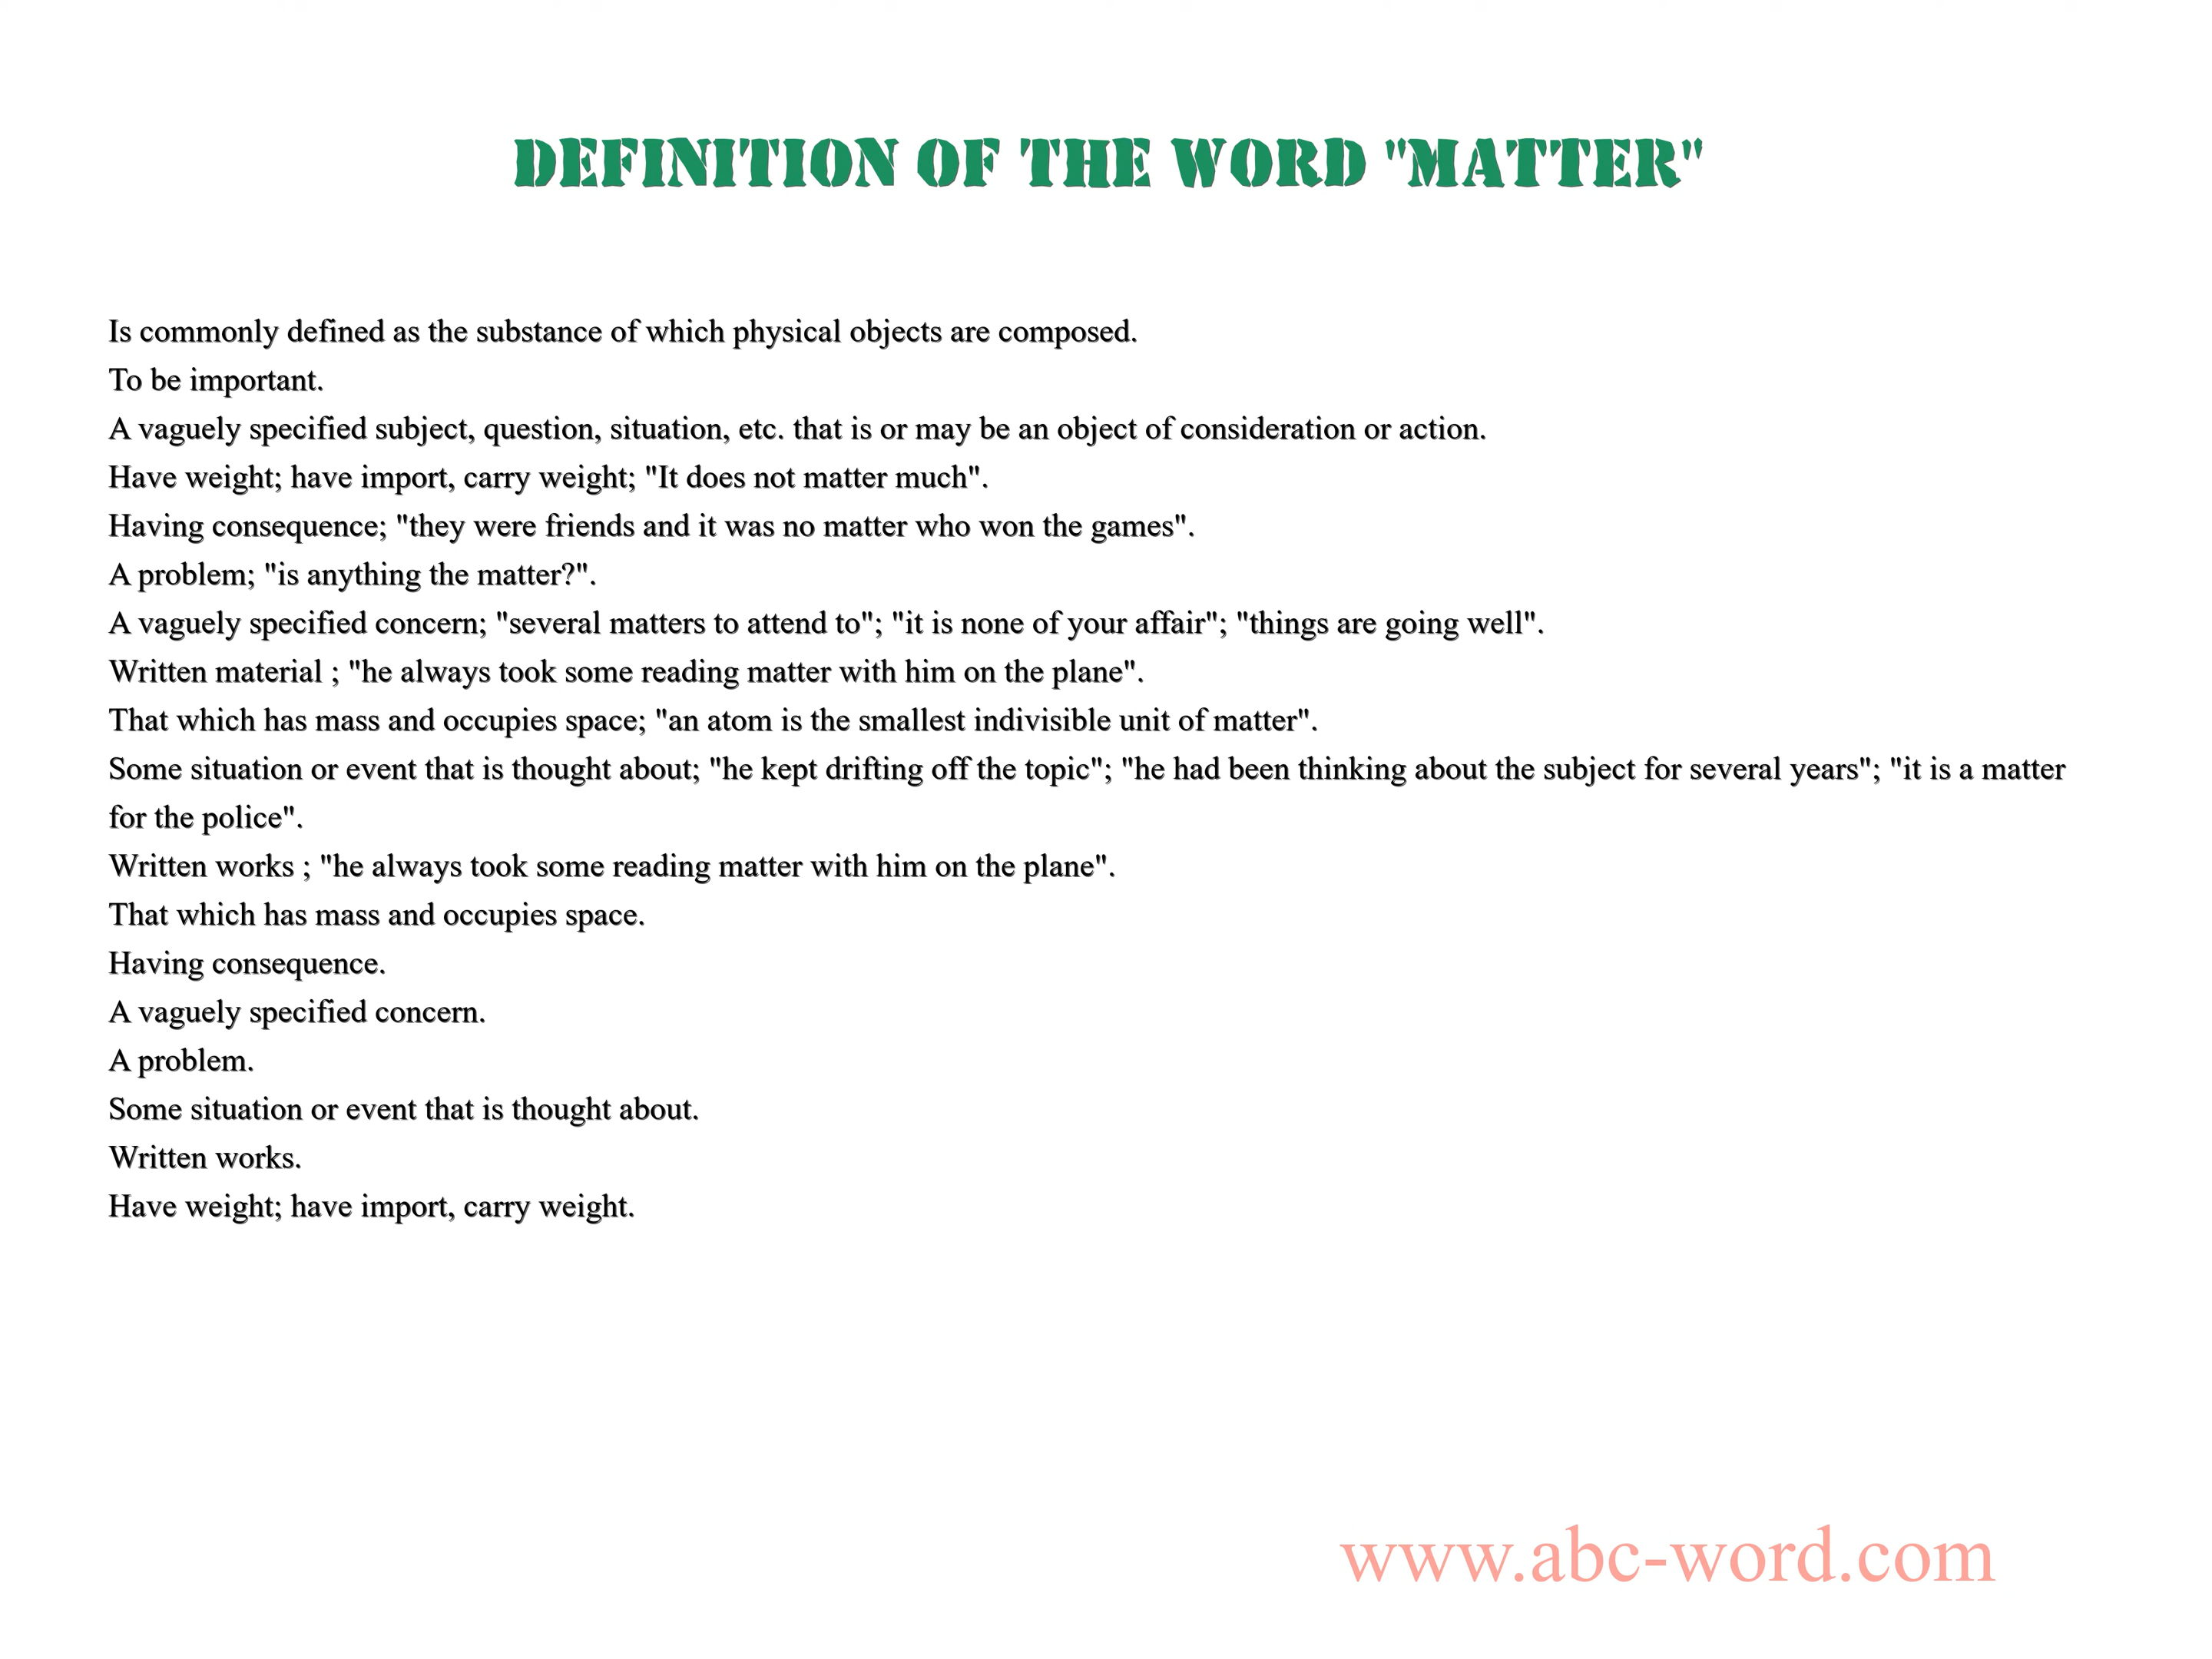 DEFINITION OF THE WORD "MATTER"
Is commonly defined as the substance of which physical objects are composed.
To be important.
A vaguely specified subject, question, situation, etc. that is or may be an object of consideration or action.
Have weight; have import, carry weight; "It does not matter much".
Having consequence; "they were friends and it was no matter who won the games".
A problem; "is anything the matter?".
A vaguely specified concern; "several matters to attend to"; "it is none of your affair"; "things are going well".
Written material ; "he always took some reading matter with him on the plane".
That which has mass and occupies space; "an atom is the smallest indivisible unit of matter".
Some situation or event that is thought about; "he kept drifting off the topic"; "he had been thinking about the subject for several years"; "it is a matter
for the police".
Written works ; "he always took some reading matter with him on the plane".
That which has mass and occupies space.
Having consequence.
A vaguely specified concern.
A problem.
Some situation or event that is thought about.
Written works.
Have weight; have import, carry weight.
www.abc-word.com